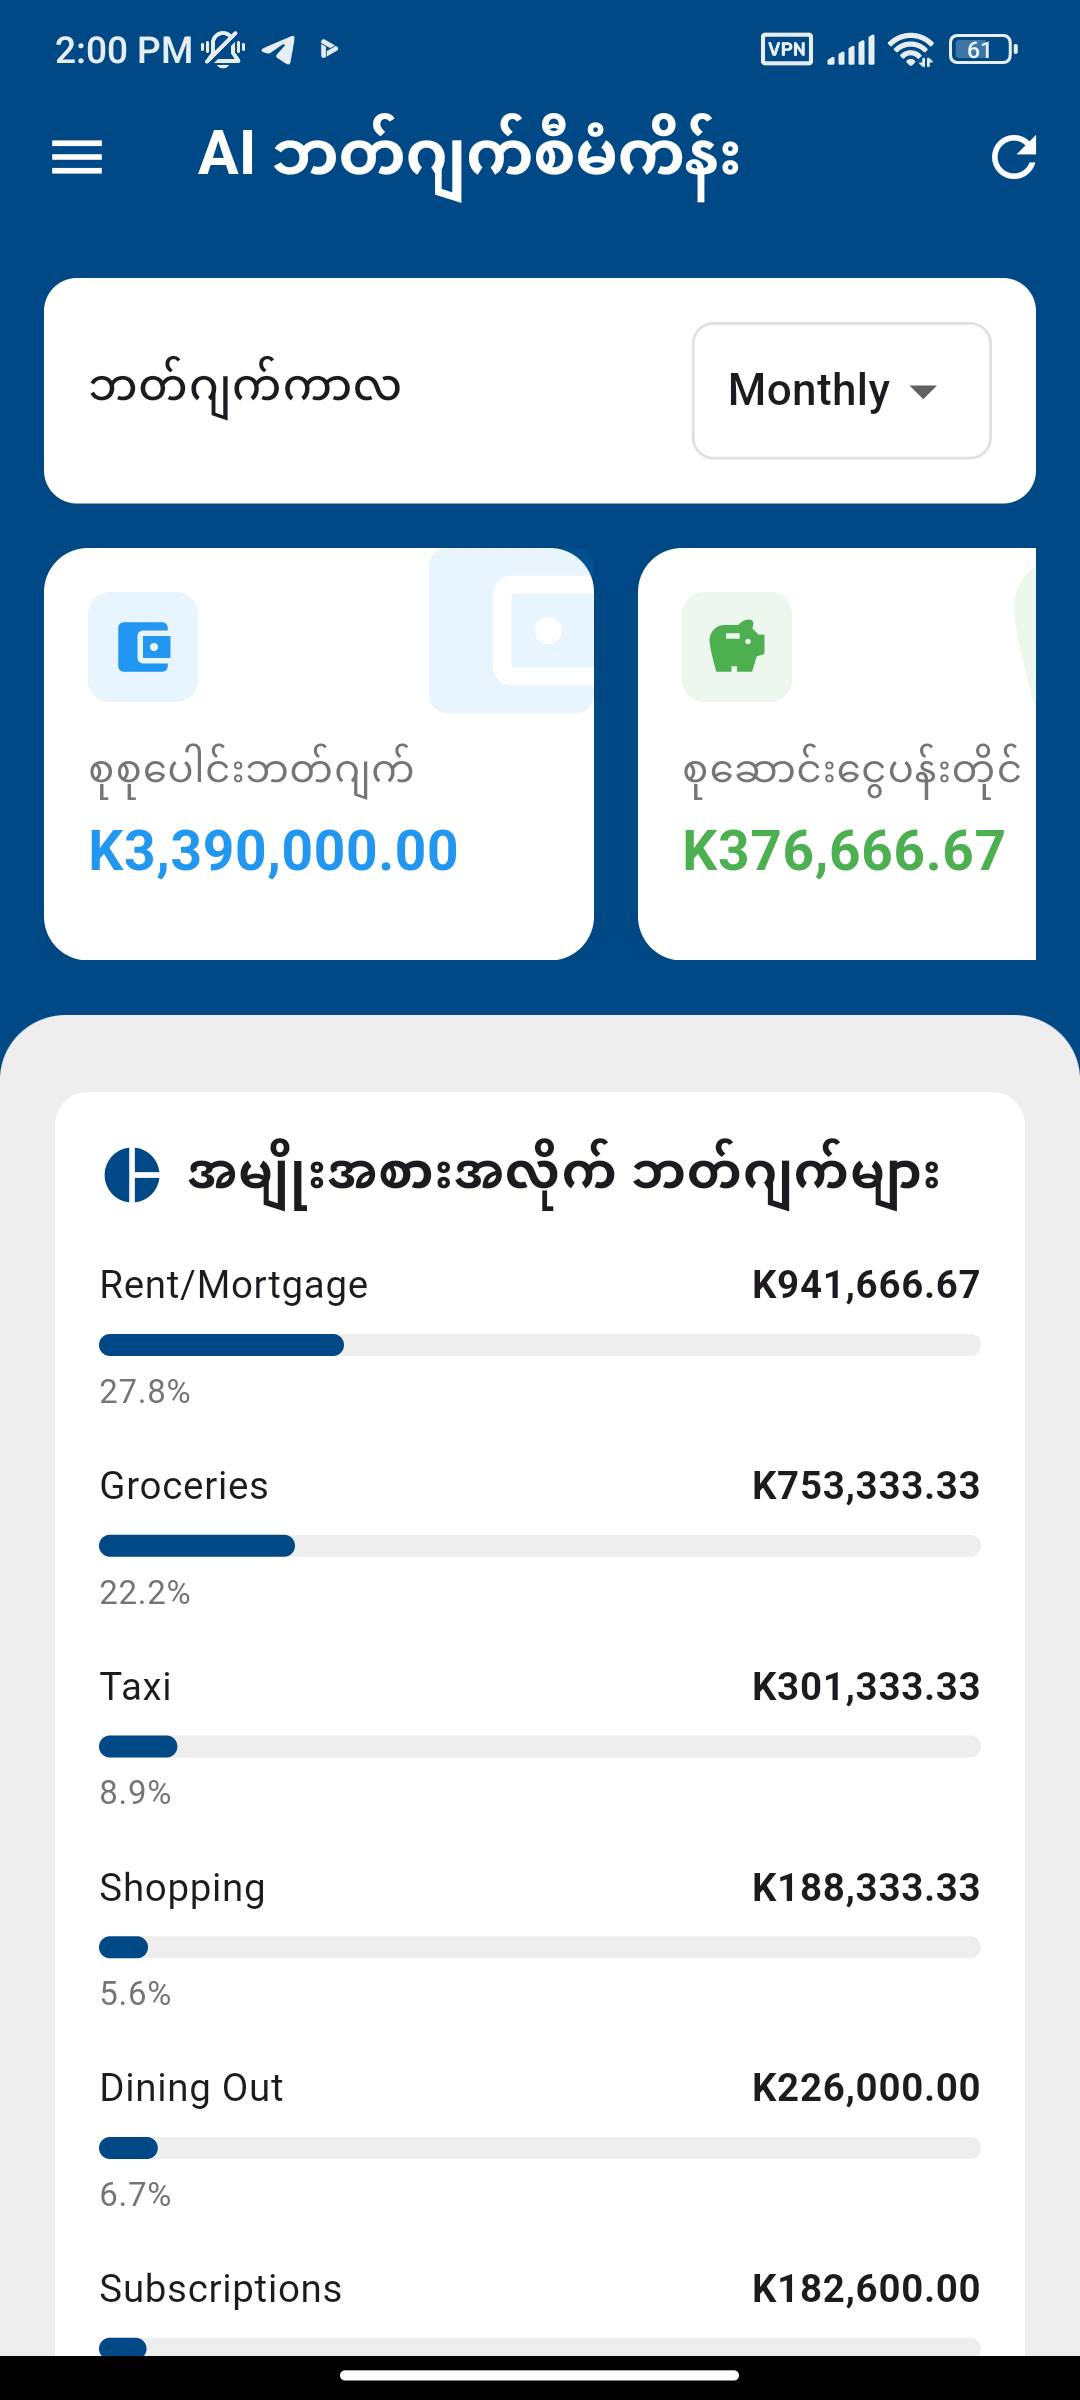 2:00 PM
VPN
61
AI ဘတ်ဂျက်စီမံကိန်း
ဘတ်ဂျက်ကာလ
Monthly
စုစုပေါင်းဘတ်ဂျက်
K3,390,000.00
စုဆောင်းငွေပန်းတိုင်
K376,666.67
အမျိုးအစားအလိုက် ဘတ်ဂျက်များ
Rent/Mortgage
K941,666.67
27.8%
Groceries
K753,333.33
22.2%
Taxi
K301,333.33
8.9%
Shopping
K188,333.33
5.6%
Dining Out
K226,000.00
6.7%
Subscriptions
K182,600.00